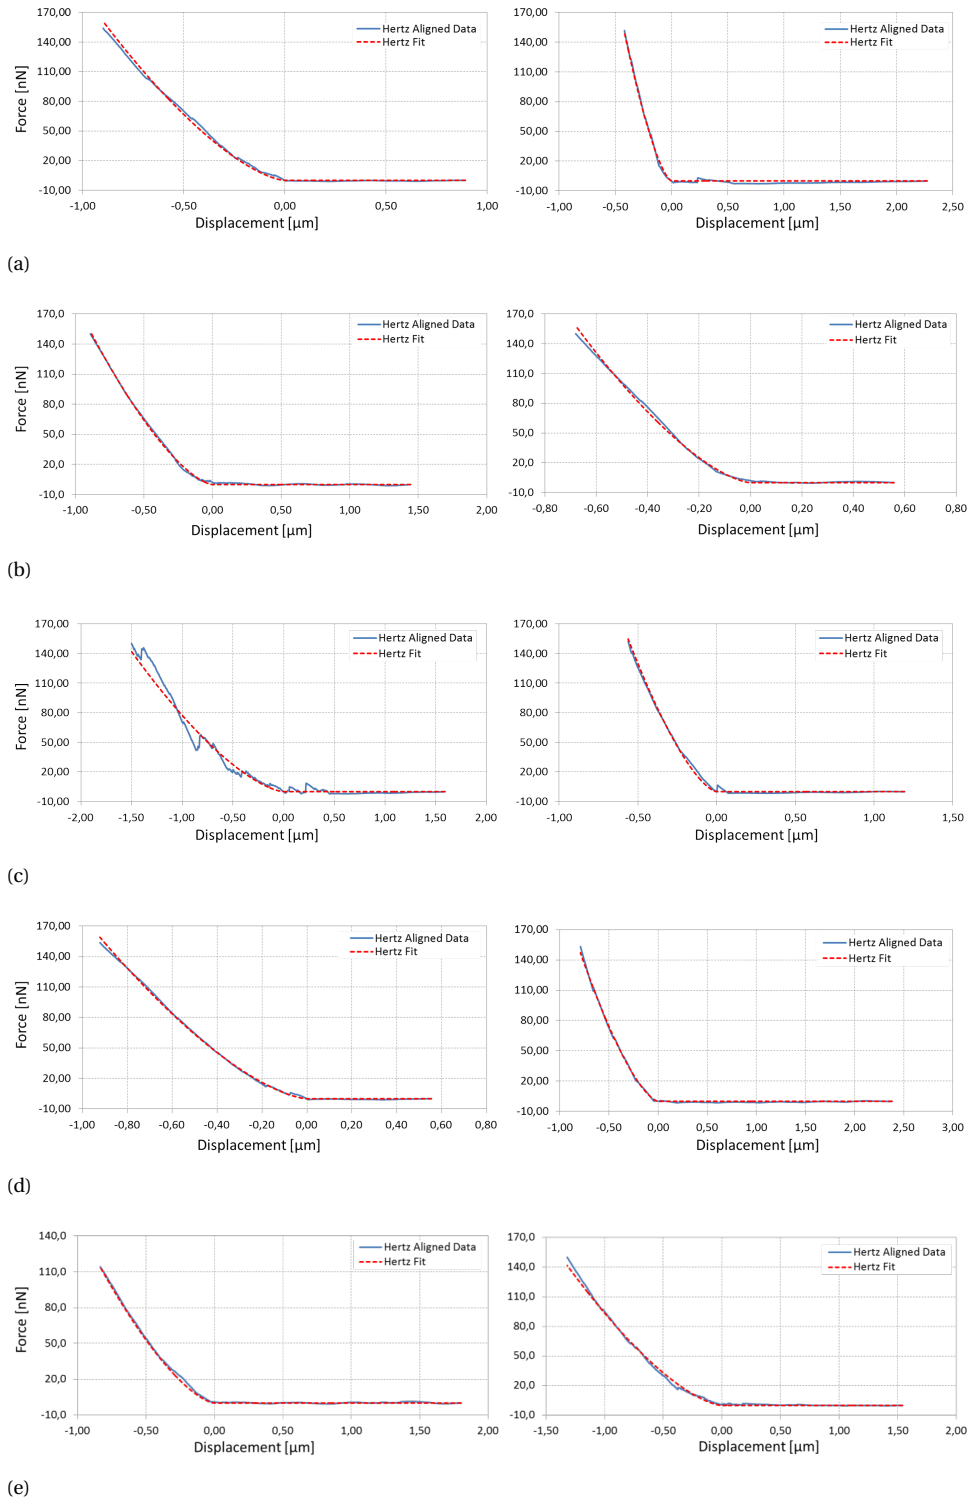 170,00
140,00
110,00
80,00
50,00
20,00
-10,00
Force [nN]
Hertz Aligned Data
Hertz Fit
-1,00 -0,50 0,00 0,50 1,00
Displacement [µm]
170,00
140,00
110,00
80,00
50,00
20,00
-10,00
Hertz Aligned Data
Hertz Fit
-1,00 -0,50 0,00 0,50 1,00 1,50 2,00 2,50
Displacement [µm]
(a)
170,0
140,0
110,0
80,0
50,0
20,0
-10,0
Force [nN]
Hertz Aligned Data
Hertz Fit
-1,00 -0,50 0,00 0,50 1,00 1,50 2,00
Displacement [µm]
170,0
140,0
110,0
80,0
50,0
20,0
-10,0
Hertz Aligned Data
Hertz Fit
-0,80 -0,60 -0,40 -0,20 0,00 0,20 0,40 0,60 0,80
Displacement [µm]
(b)
170,00
140,00
110,00
80,00
50,00
20,00
-10,00
Force [nN]
Hertz Aligned Data
Hertz Fit
-2,00 -1,50 -1,00 -0,50 0,00 0,50 1,00 1,50 2,00
Displacement [µm]
170,00
140,00
110,00
80,00
50,00
20,00
-10,00
Hertz Aligned Data
Hertz Fit
-1,00 -0,50 0,00 0,50 1,00 1,50
Displacement [µm]
(c)
170,00
140,00
110,00
80,00
50,00
20,00
-10,00
Force [nN]
Hertz Aligned Data
Hertz Fit
-1,00 -0,80 -0,60 -0,40 -0,20 0,00 0,20 0,40 0,60 0,80
Displacement [µm]
170,00
140,00
110,00
80,00
50,00
20,00
-10,00
Hertz Aligned Data
Hertz Fit
-1,00 -0,50 0,00 0,50 1,00 1,50 2,00 2,50 3,00
Displacement [µm]
(d)
140,0
110,0
80,0
50,0
20,0
-10,0
Force [nN]
Hertz Aligned Data
Hertz Fit
-1,00 -0,50 0,00 0,50 1,00 1,50 2,00
Displacement [µm]
170,0
140,0
110,0
80,0
50,0
20,0
-10,0
Hertz Aligned Data
Hertz Fit
-1,50 -1,00 -0,50 0,00 0,50 1,00 1,50 2,00
Displacement [µm]
(e)